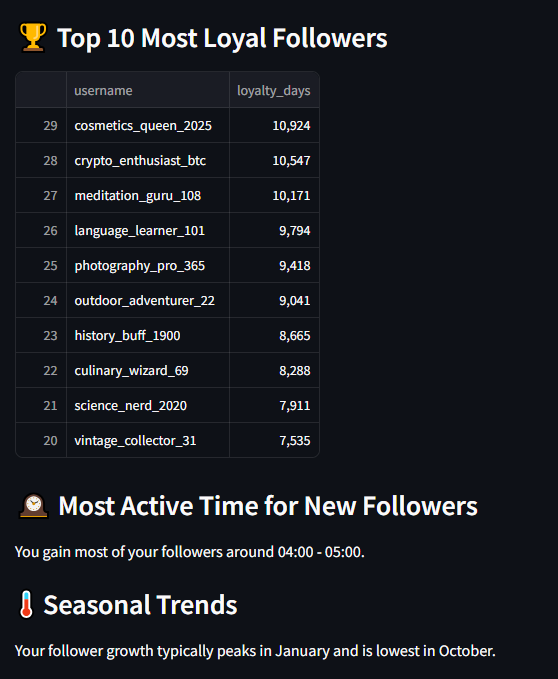 🏆 Top 10 Most Loyal Followers
username loyalty_days
29 cosmetics_queen_2025 10,924
28 crypto_enthusiast_btc 10,547
27 meditation_guru_108 10,171
26 language_learner_101 9,794
25 photography_pro_365 9,418
24 outdoor_adventurer_22 9,041
23 history_buff_1900 8,665
22 culinary_wizard_69 8,288
21 science_nerd_2020 7,911
20 vintage_collector_31 7,535
🕰️ Most Active Time for New Followers
You gain most of your followers around 04:00 - 05:00.
🌡️ Seasonal Trends
Your follower growth typically peaks in January and is lowest in October.